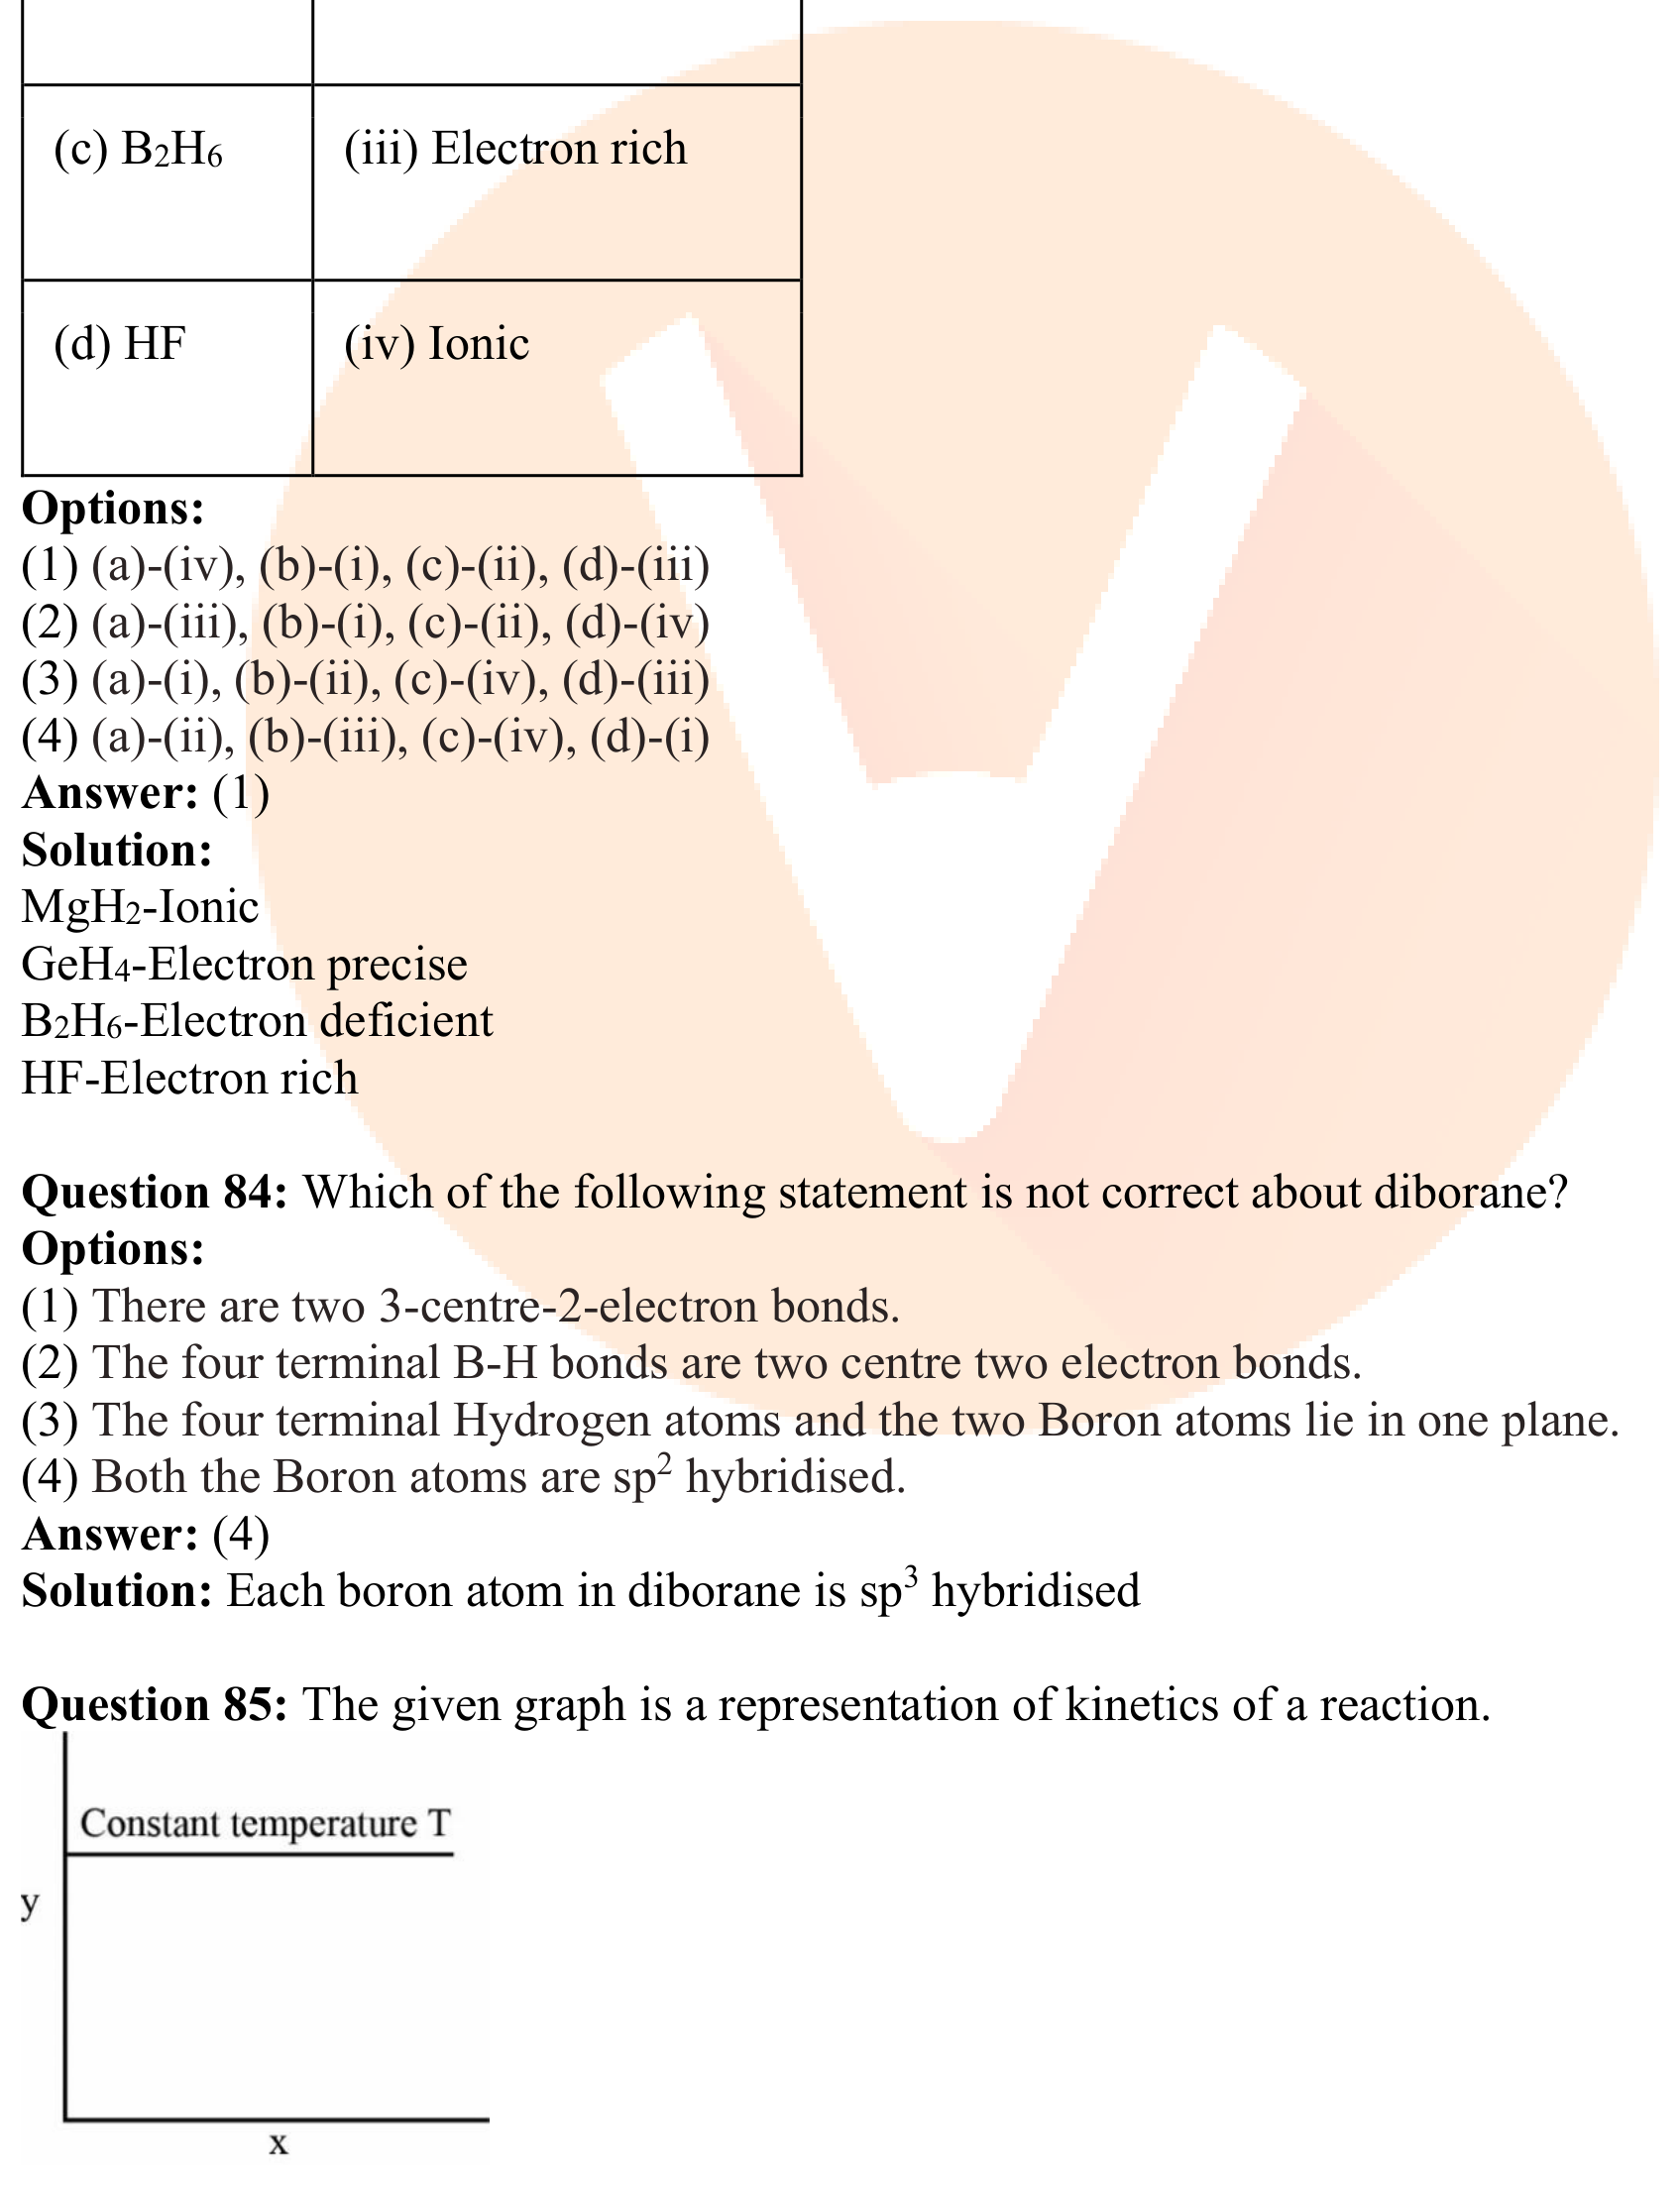 (c) B₂H₆ (iii) Electron rich
(d) HF (iv) Ionic
Options:
(1) (a)-(iv), (b)-(i), (c)-(ii), (d)-(iii)
(2) (a)-(iii), (b)-(i), (c)-(ii), (d)-(iv)
(3) (a)-(i), (b)-(ii), (c)-(iv), (d)-(iii)
(4) (a)-(ii), (b)-(iii), (c)-(iv), (d)-(i)
Answer: (1)
Solution:
MgH₂-Ionic
GeH₄-Electron precise
B₂H₆-Electron deficient
HF-Electron rich
Question 84: Which of the following statement is not correct about diborane?
Options:
(1) There are two 3-centre-2-electron bonds.
(2) The four terminal B-H bonds are two centre two electron bonds.
(3) The four terminal Hydrogen atoms and the two Boron atoms lie in one plane.
(4) Both the Boron atoms are sp² hybridised.
Answer: (4)
Solution: Each boron atom in diborane is sp³ hybridised
Question 85: The given graph is a representation of kinetics of a reaction.
Constant temperature T
y
x